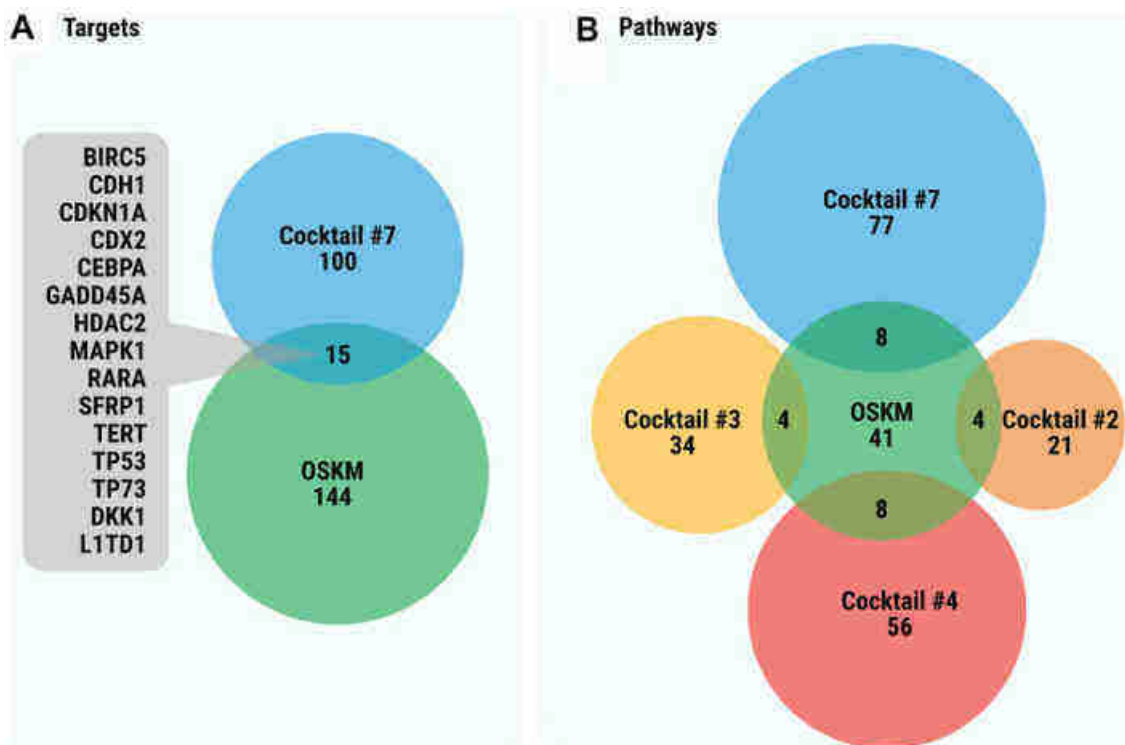 A Targets
BIRC5
CDH1
CDKN1A
CDX2
CEBPA
GADD45A
HDAC2
MAPK1
RARA
SFRP1
TERT
TP53
TP73
DKK1
L1TD1
Cocktail #7
100
15
OSKM
144
B Pathways
Cocktail #7
77
8
Cocktail #3
34
4
OSKM
41
4
Cocktail #2
21
8
Cocktail #4
56